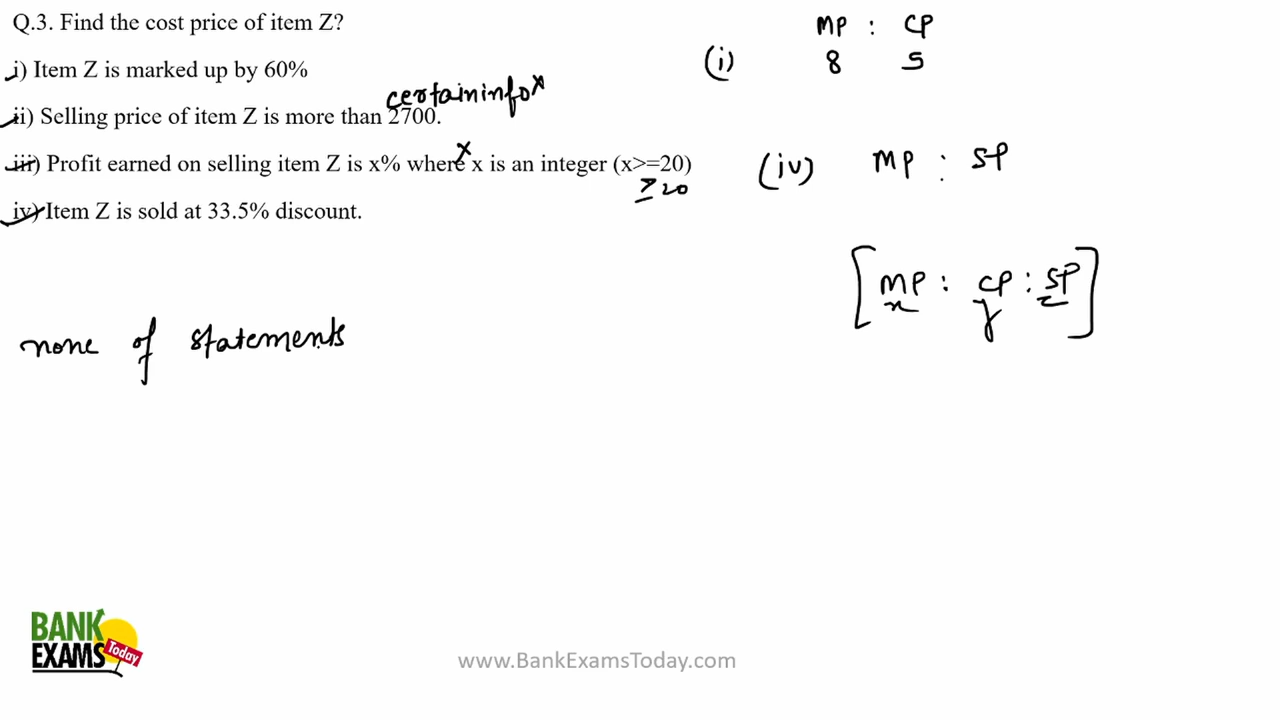 Q.3. Find the cost price of item Z?
i) Item Z is marked up by 60%
certain info x
ii) Selling price of item Z is more than 2700.
x
iii) Profit earned on selling item Z is x% where x is an integer (x>=20)
≥ 20
iv) Item Z is sold at 33.5% discount.
none of statements
MP : CP
(i) 8 5
(iv) MP : SP
[MP : CP : SP]
x y z
BANK
EXAMS Today
www.BankExamsToday.com